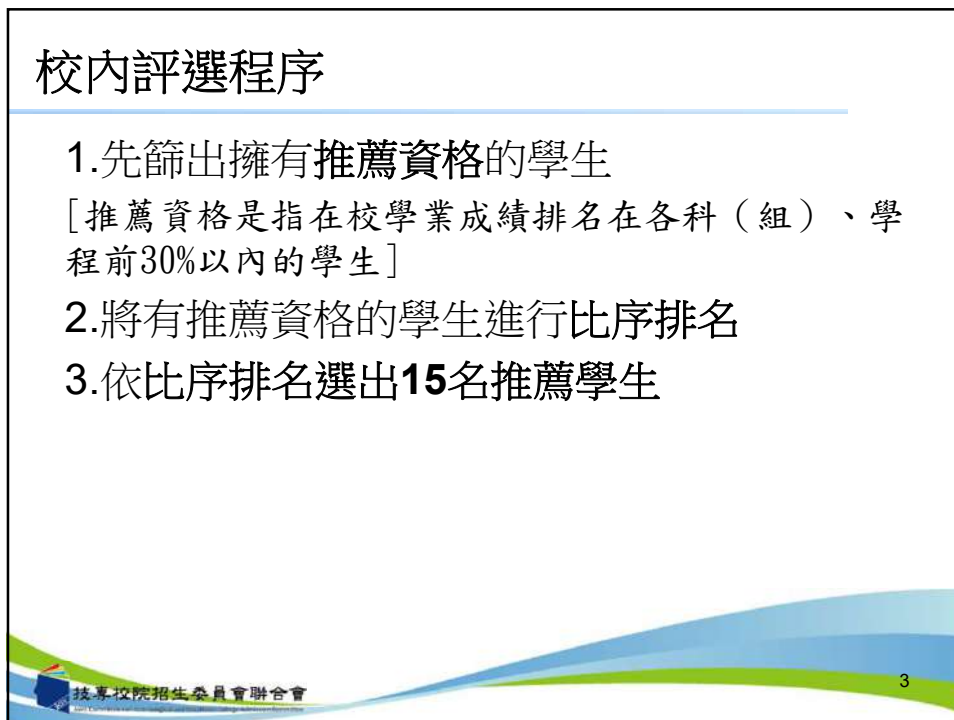 校內評選程序
1.先篩出擁有推薦資格的學生
[推薦資格是指在校學業成績排名在各科（組）、學
程前30%以內的學生]
2.將有推薦資格的學生進行比序排名
3.依比序排名選出15名推薦學生
技專校院招生委員會聯合會
3